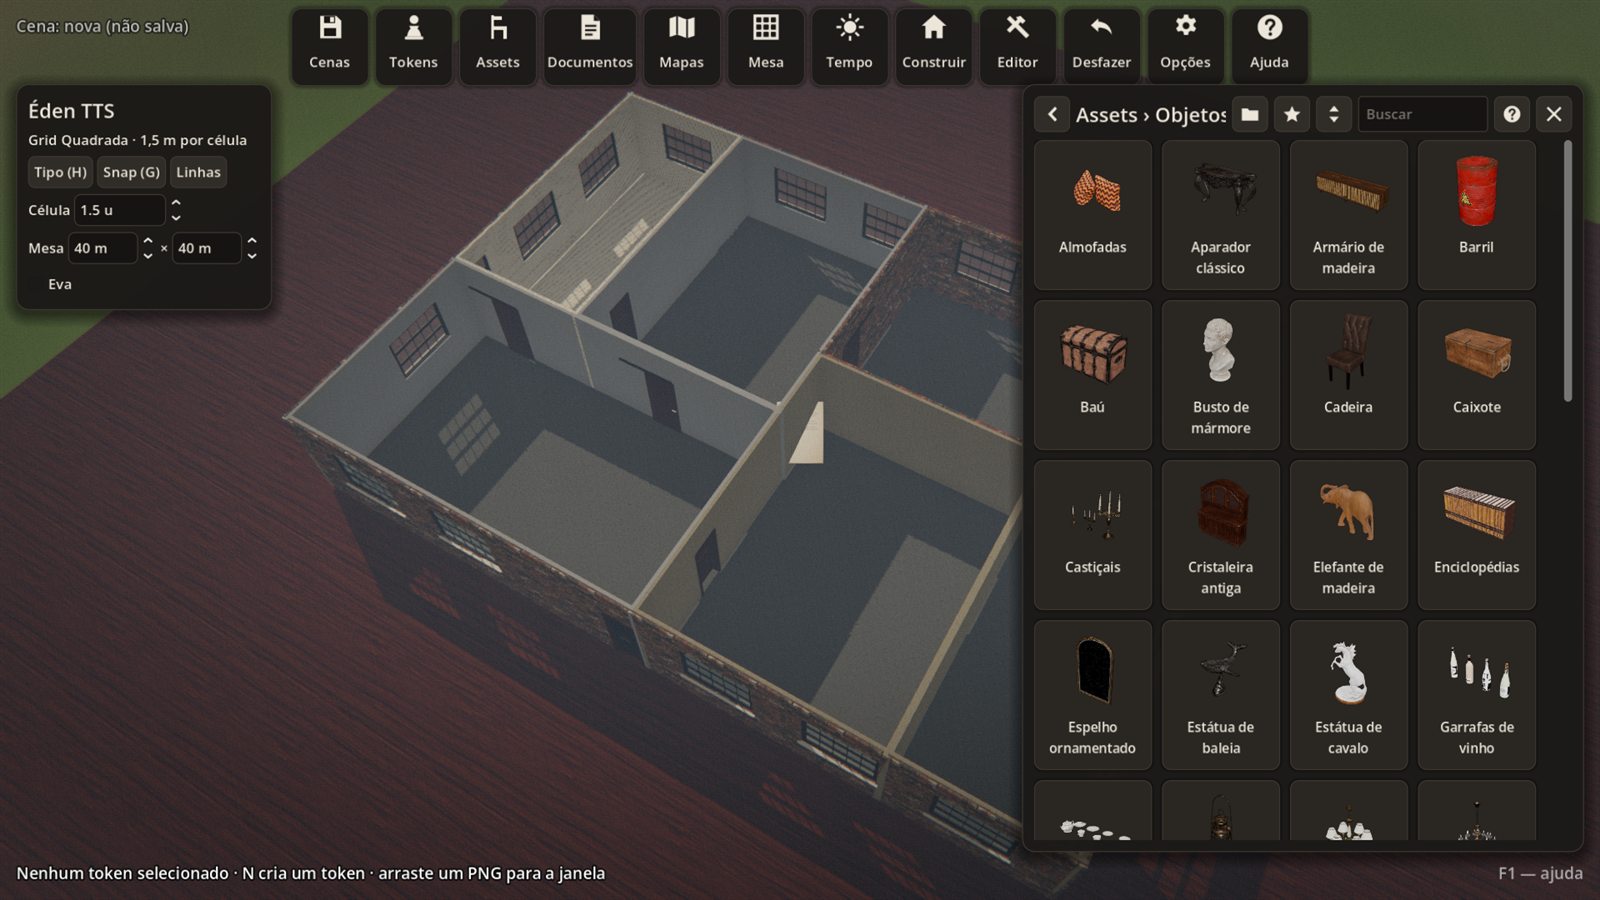 Cena: nova (não salva)
Cenas
Tokens
Assets
Documentos
Mapas
Mesa
Tempo
Construir
Editor
Desfazer
Opções
Ajuda
Éden TTS
Grid Quadrada · 1,5 m por célula
Tipo (H)
Snap (G)
Linhas
Célula
1.5 u
Mesa
40 m
×
40 m
Eva
Assets › Objetos
Buscar
Almofadas
Aparador
clássico
Armário de
madeira
Barril
Baú
Busto de
mármore
Cadeira
Caixote
Castiçais
Cristaleira
antiga
Elefante de
madeira
Enciclopédias
Espelho
ornamentado
Estátua de
baleia
Estátua de
cavalo
Garrafas de
vinho
Nenhum token selecionado · N cria um token · arraste um PNG para a janela
F1 — ajuda